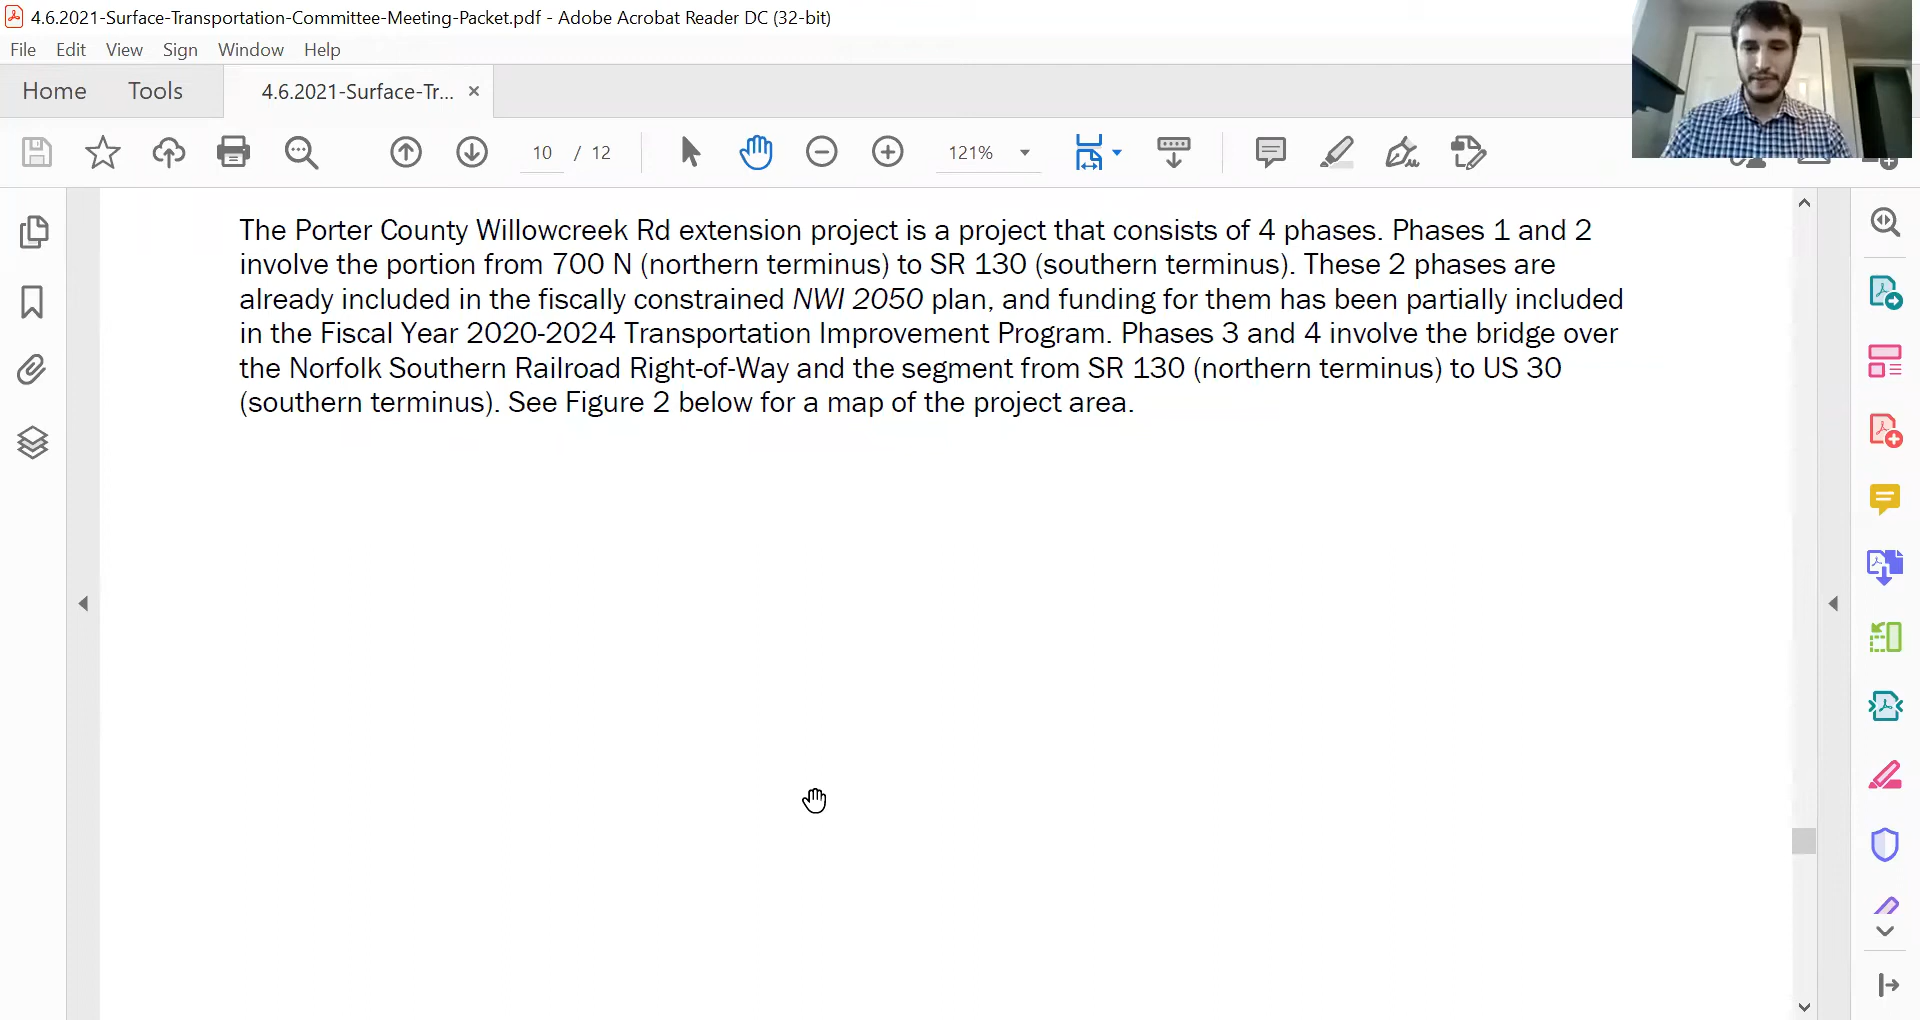 4.6.2021-Surface-Transportation-Committee-Meeting-Packet.pdf - Adobe Acrobat Reader DC (32-bit)
File Edit View Sign Window Help
Home Tools 4.6.2021-Surface-Tr... ×
10 / 12 121%
The Porter County Willowcreek Rd extension project is a project that consists of 4 phases. Phases 1 and 2
involve the portion from 700 N (northern terminus) to SR 130 (southern terminus). These 2 phases are
already included in the fiscally constrained NWI 2050 plan, and funding for them has been partially included
in the Fiscal Year 2020-2024 Transportation Improvement Program. Phases 3 and 4 involve the bridge over
the Norfolk Southern Railroad Right-of-Way and the segment from SR 130 (northern terminus) to US 30
(southern terminus). See Figure 2 below for a map of the project area.